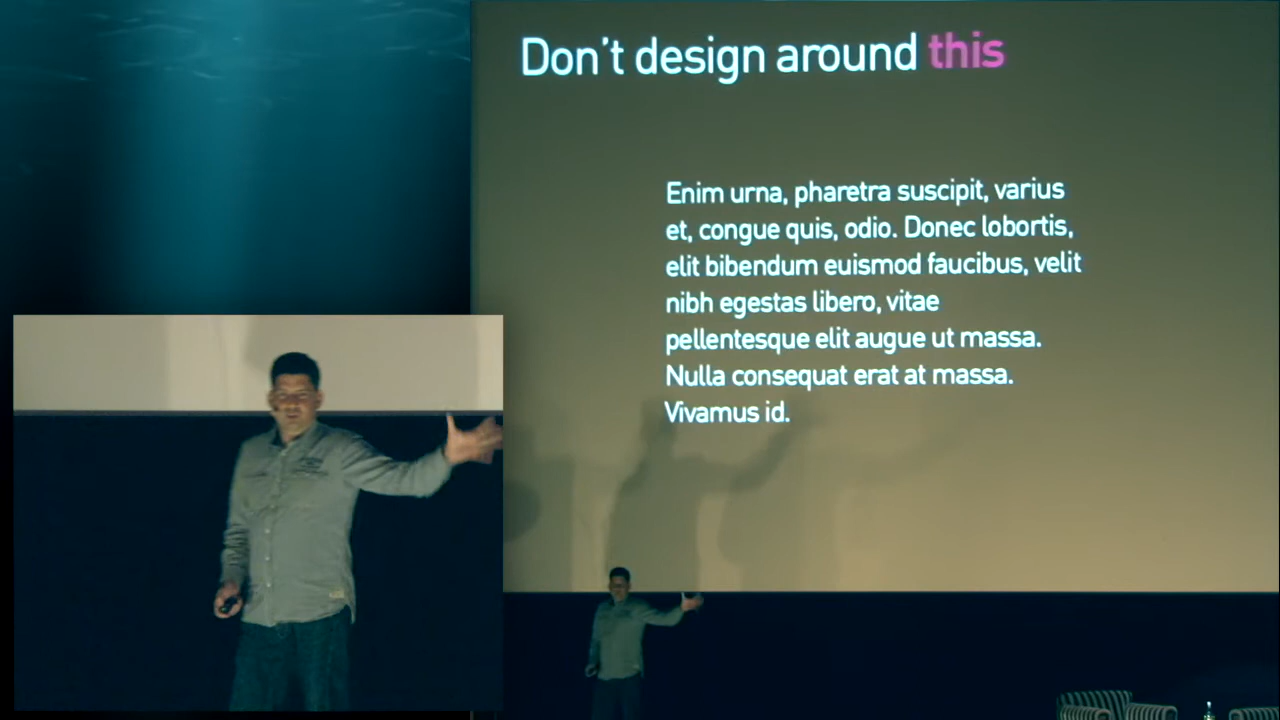 Don't design around this
Enim urna, pharetra suscipit, varius
et, congue quis, odio. Donec lobortis,
elit bibendum euismod faucibus, velit
nibh egestas libero, vitae
pellentesque elit augue ut massa.
Nulla consequat erat at massa.
Vivamus id.